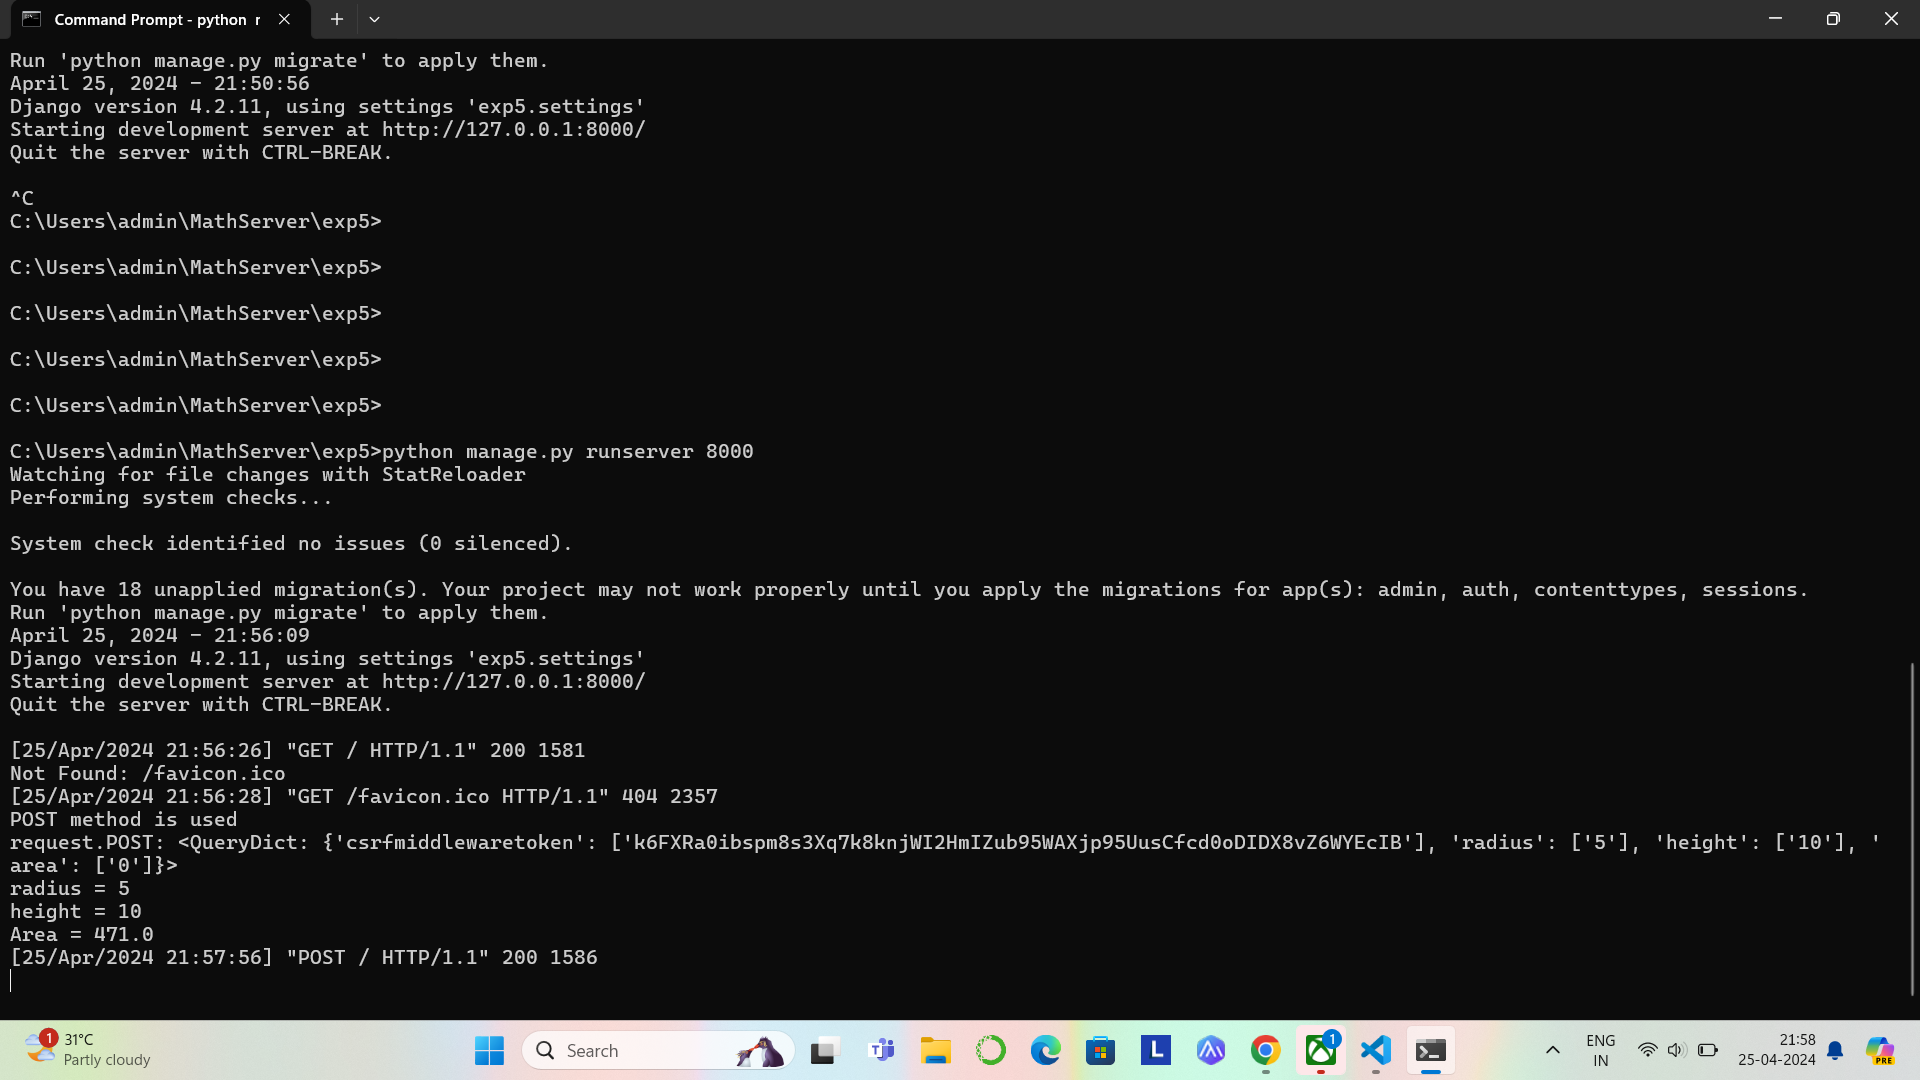 Command Prompt - python r
Run 'python manage.py migrate' to apply them.
April 25, 2024 - 21:50:56
Django version 4.2.11, using settings 'exp5.settings'
Starting development server at http://127.0.0.1:8000/
Quit the server with CTRL-BREAK.
^C
C:\Users\admin\MathServer\exp5>
C:\Users\admin\MathServer\exp5>
C:\Users\admin\MathServer\exp5>
C:\Users\admin\MathServer\exp5>
C:\Users\admin\MathServer\exp5>
C:\Users\admin\MathServer\exp5>python manage.py runserver 8000
Watching for file changes with StatReloader
Performing system checks...
System check identified no issues (0 silenced).
You have 18 unapplied migration(s). Your project may not work properly until you apply the migrations for app(s): admin, auth, contenttypes, sessions.
Run 'python manage.py migrate' to apply them.
April 25, 2024 - 21:56:09
Django version 4.2.11, using settings 'exp5.settings'
Starting development server at http://127.0.0.1:8000/
Quit the server with CTRL-BREAK.
[25/Apr/2024 21:56:26] "GET / HTTP/1.1" 200 1581
Not Found: /favicon.ico
[25/Apr/2024 21:56:28] "GET /favicon.ico HTTP/1.1" 404 2357
POST method is used
request.POST: <QueryDict: {'csrfmiddlewaretoken': ['k6FXRa0ibspm8s3Xq7k8knjWI2HmIZub95WAXjp95UusCfcd0oDIDX8vZ6WYEcIB'], 'radius': ['5'], 'height': ['10'], '
area': ['0']}>
radius = 5
height = 10
Area = 471.0
[25/Apr/2024 21:57:56] "POST / HTTP/1.1" 200 1586
1
31°C
Partly cloudy
Search
T
L
1
ENG
IN
21:58
25-04-2024
PRE